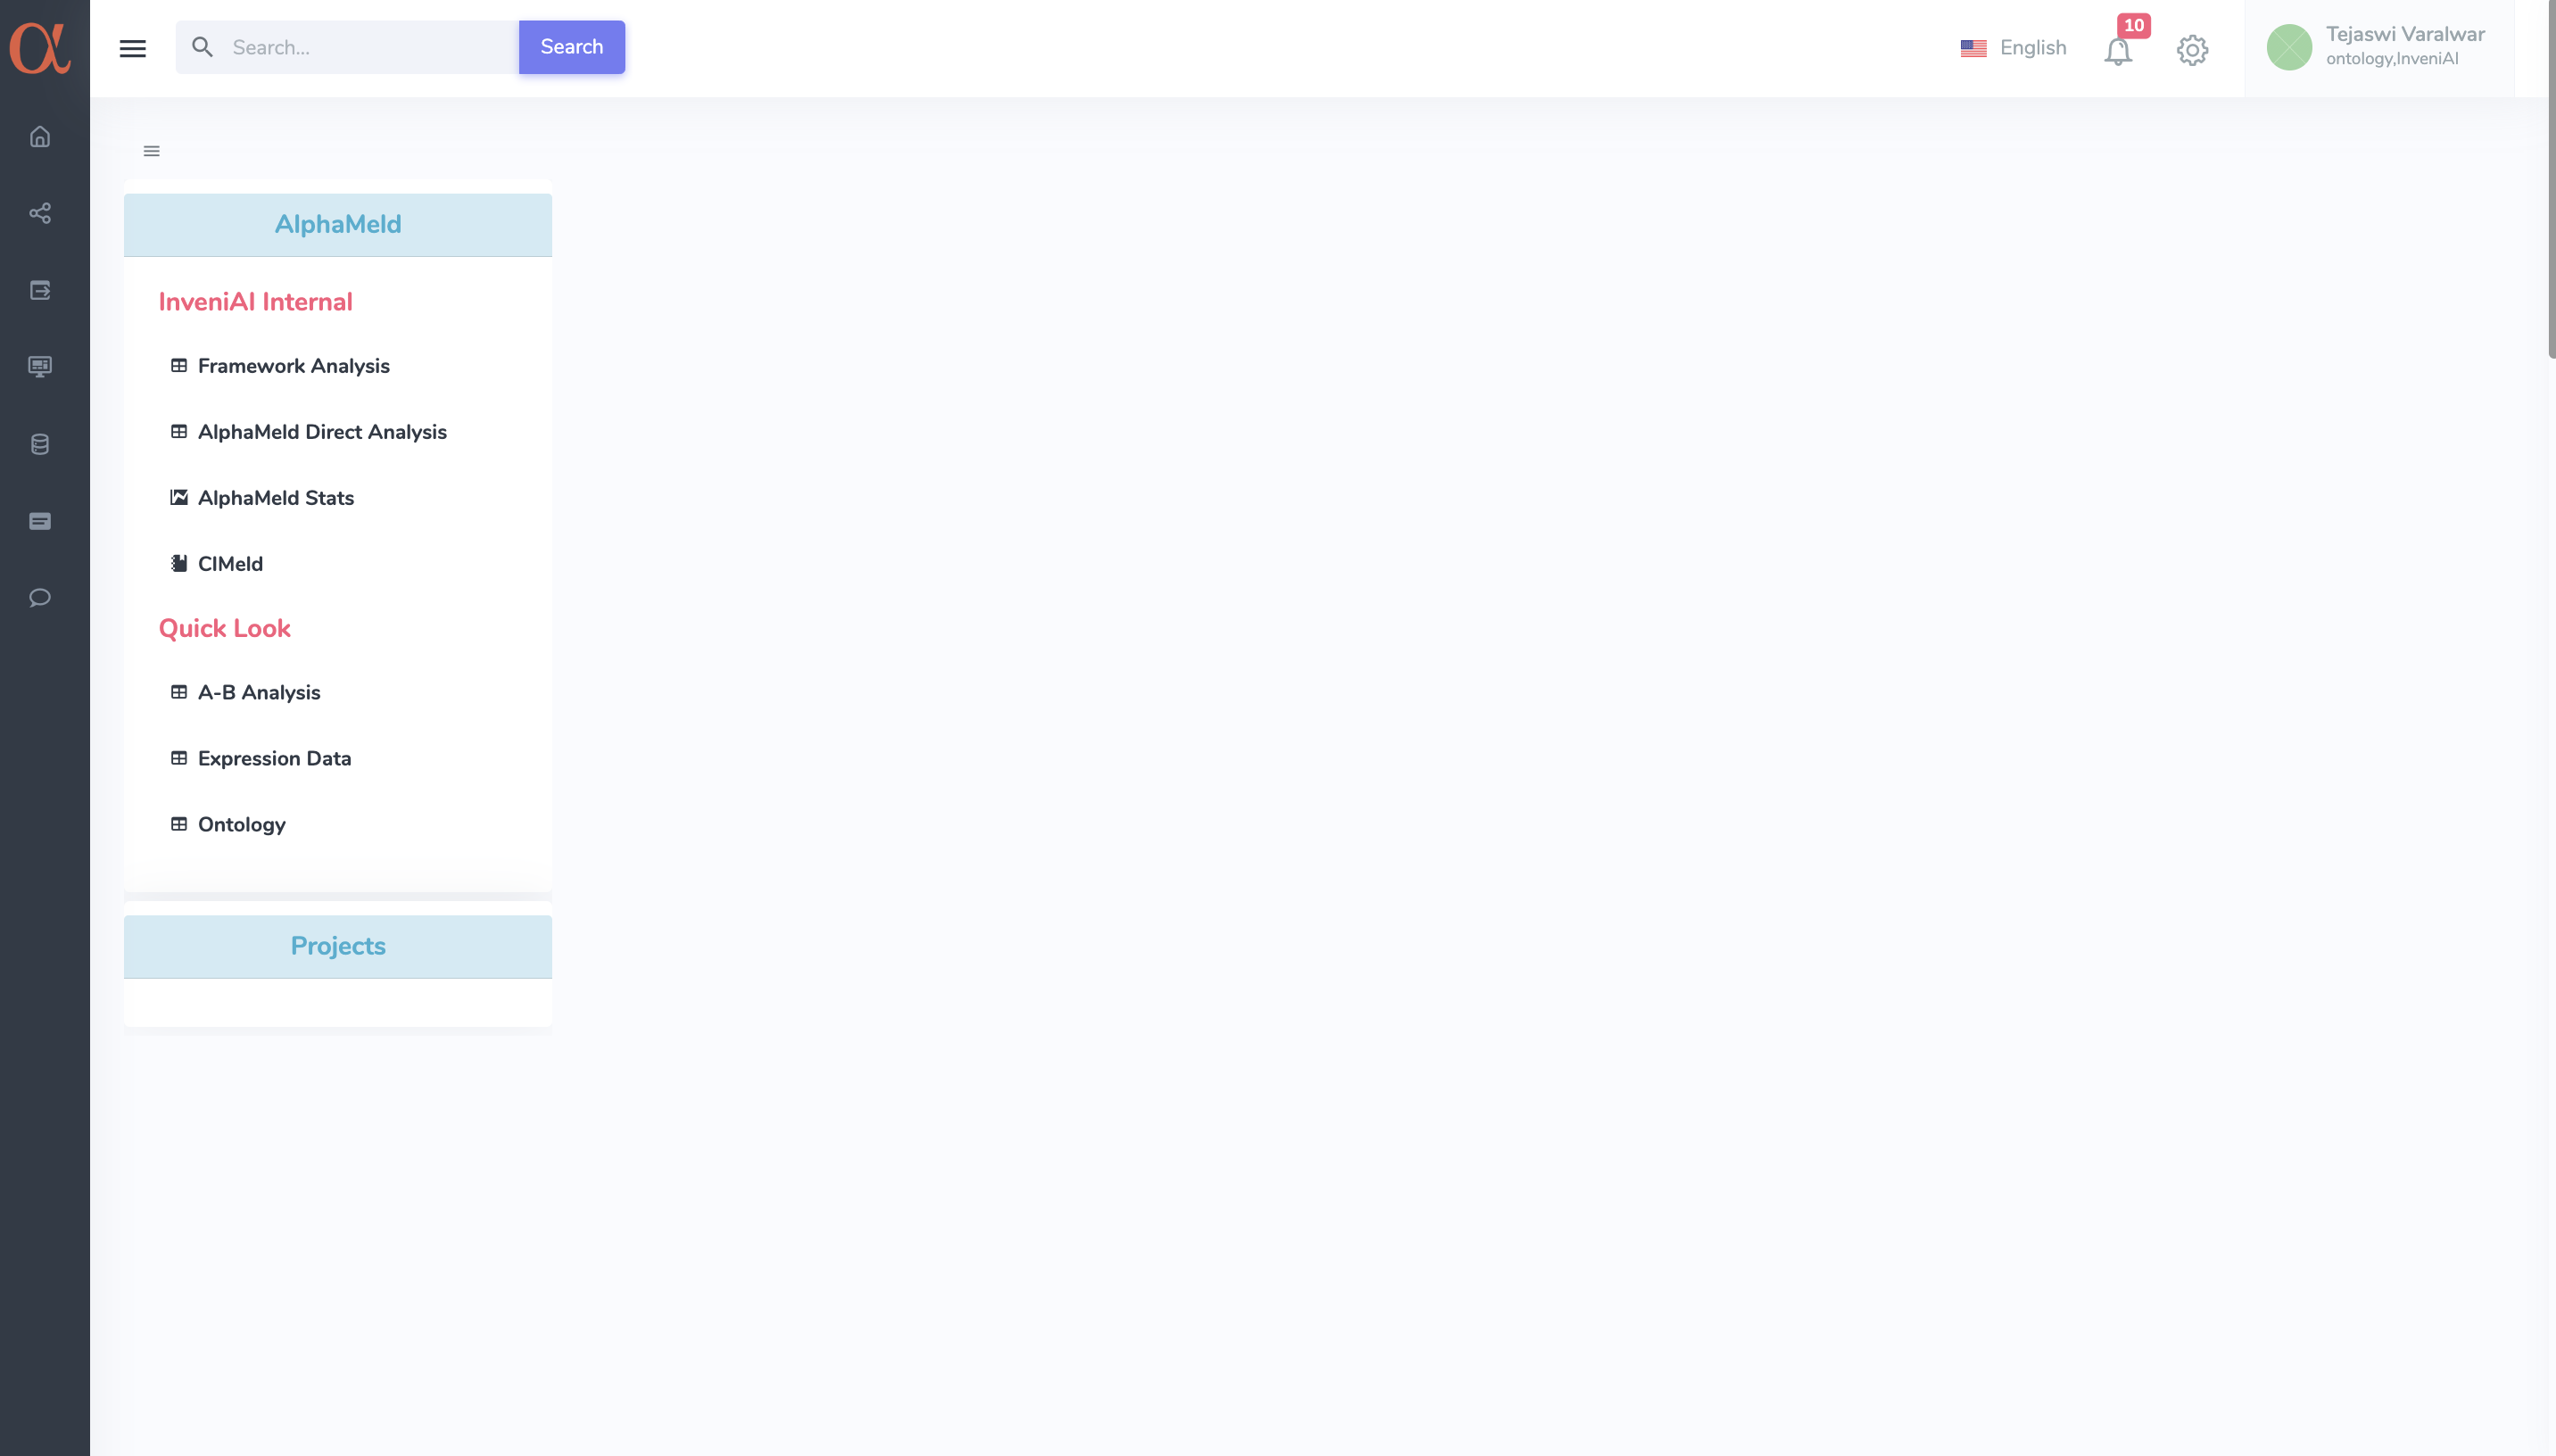 α
Search...
Search
English
10
Tejaswi Varalwar
ontology,InveniAI
AlphaMeld
InveniAI Internal
Framework Analysis
AlphaMeld Direct Analysis
AlphaMeld Stats
CIMeld
Quick Look
A-B Analysis
Expression Data
Ontology
Projects